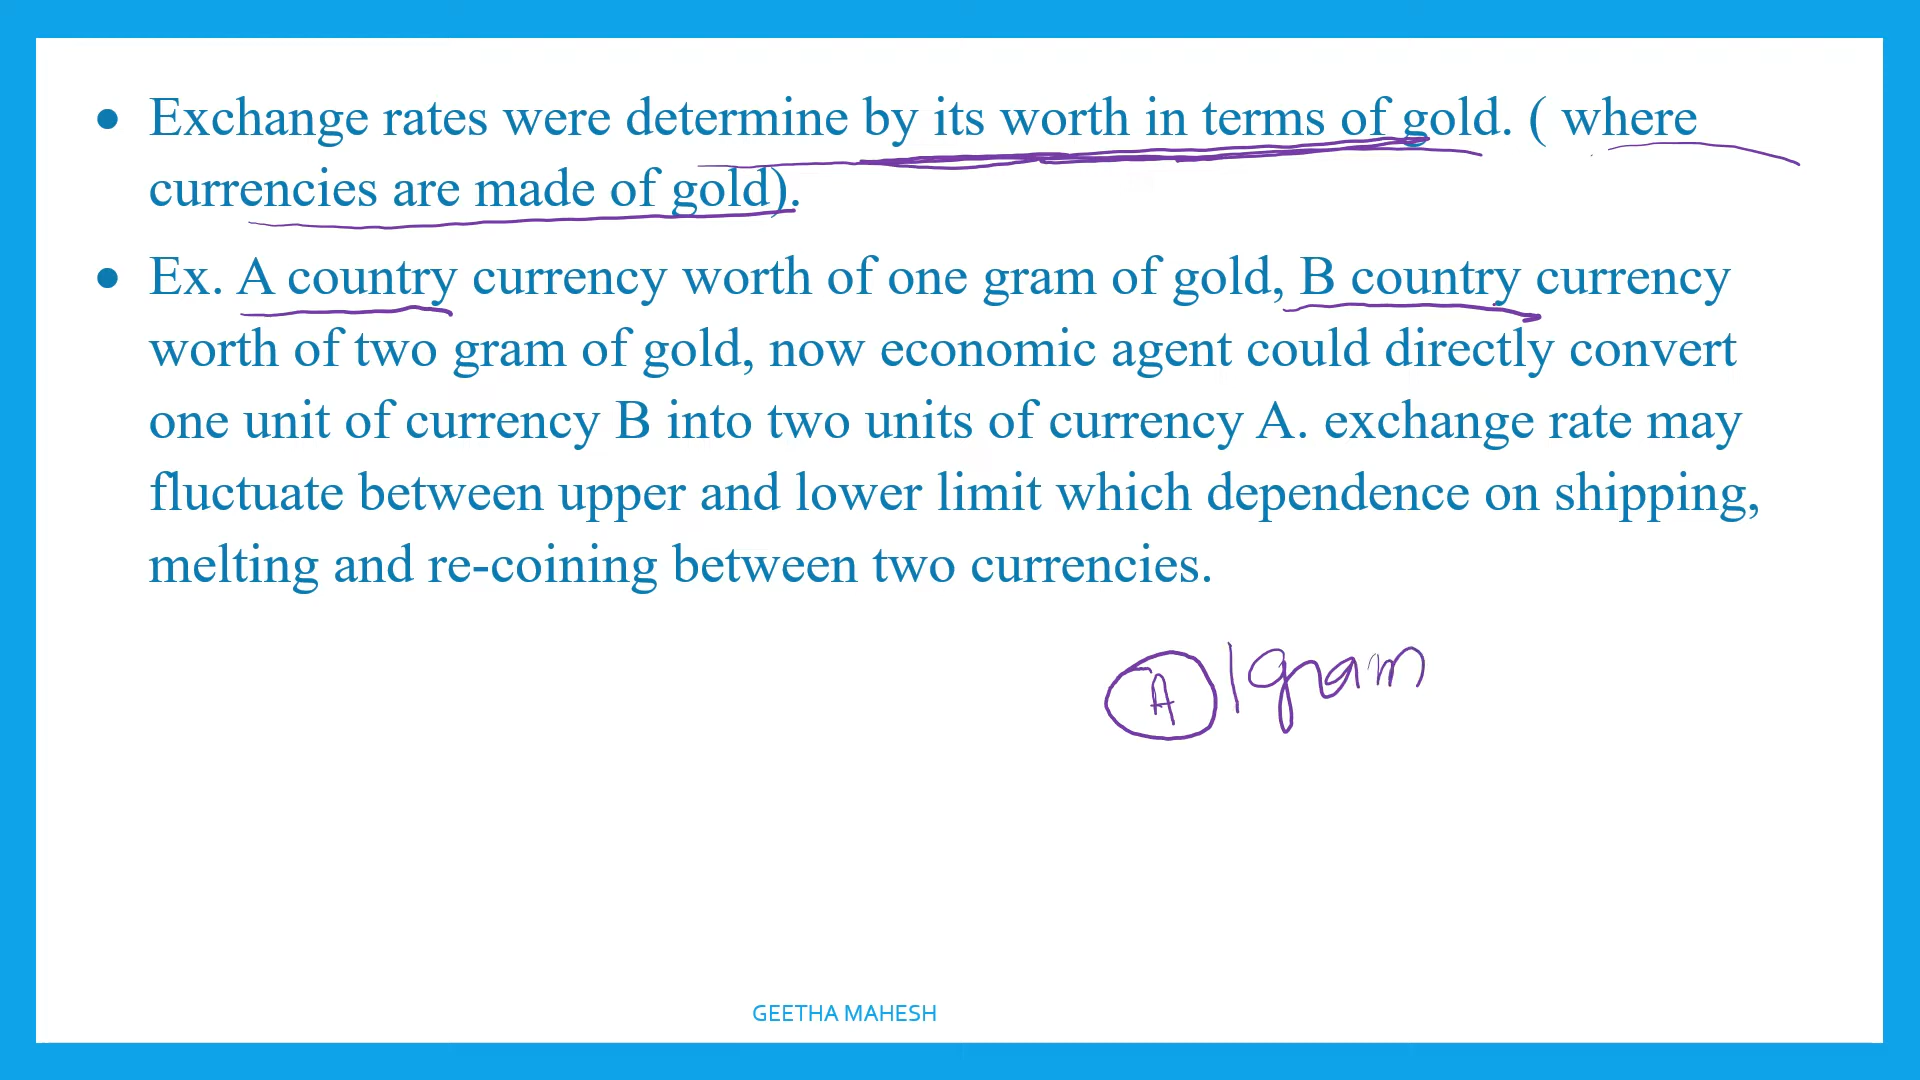 • Exchange rates were determine by its worth in terms of gold. ( where
currencies are made of gold).
• Ex. A country currency worth of one gram of gold, B country currency
worth of two gram of gold, now economic agent could directly convert
one unit of currency B into two units of currency A. exchange rate may
fluctuate between upper and lower limit which dependence on shipping,
melting and re-coining between two currencies.
A 1gram
GEETHA MAHESH